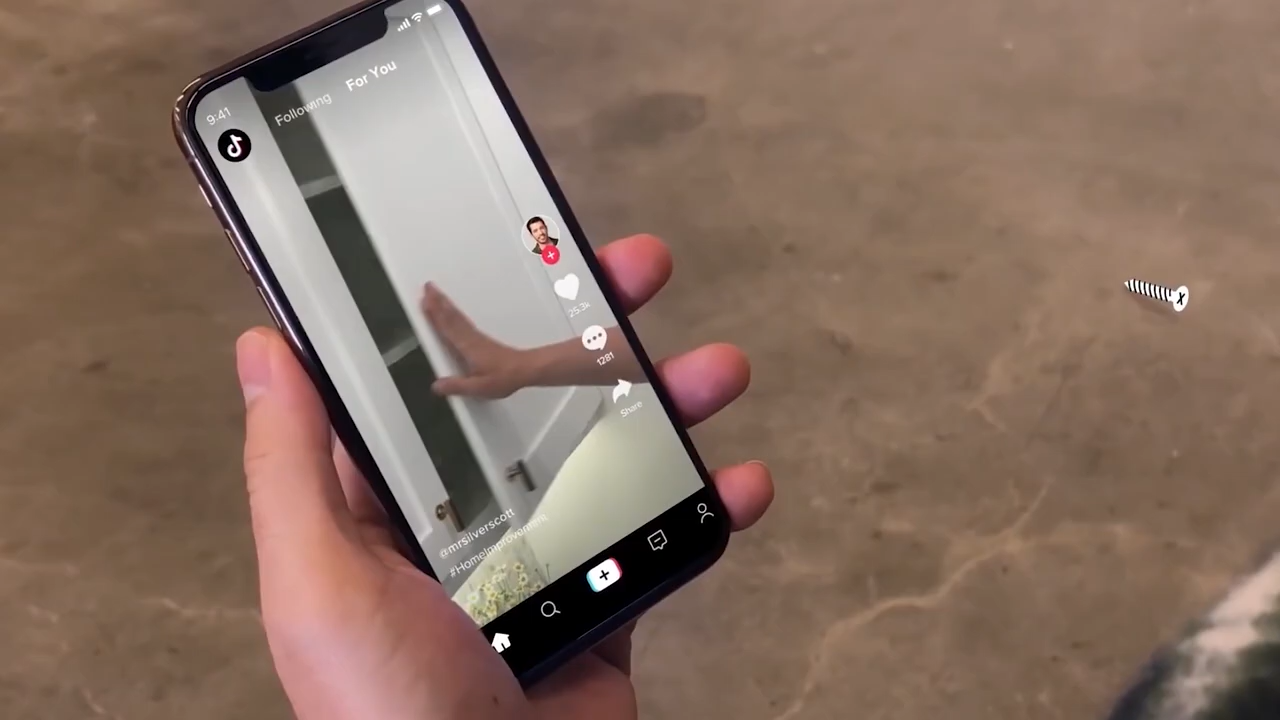 9:41
Following For You
25.3k
1281
Share
@mrsilverscott
#HomeImprovement